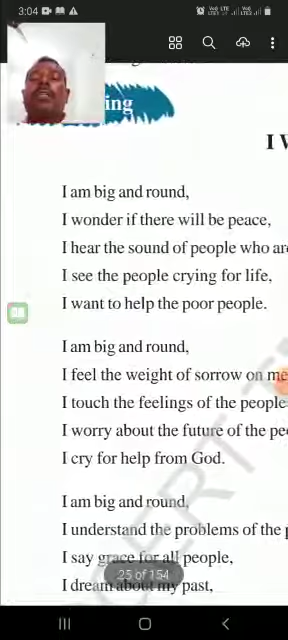 3:04
ing
I W
I am big and round,
I wonder if there will be peace,
I hear the sound of people who are
I see the people crying for life,
I want to help the poor people.
I am big and round,
I feel the weight of sorrow on me
I touch the feelings of the people
I worry about the future of the pe
I cry for help from God.
I am big and round,
I understand the problems of the p
I say grace for all people,
I dream about my past,
25 of 154